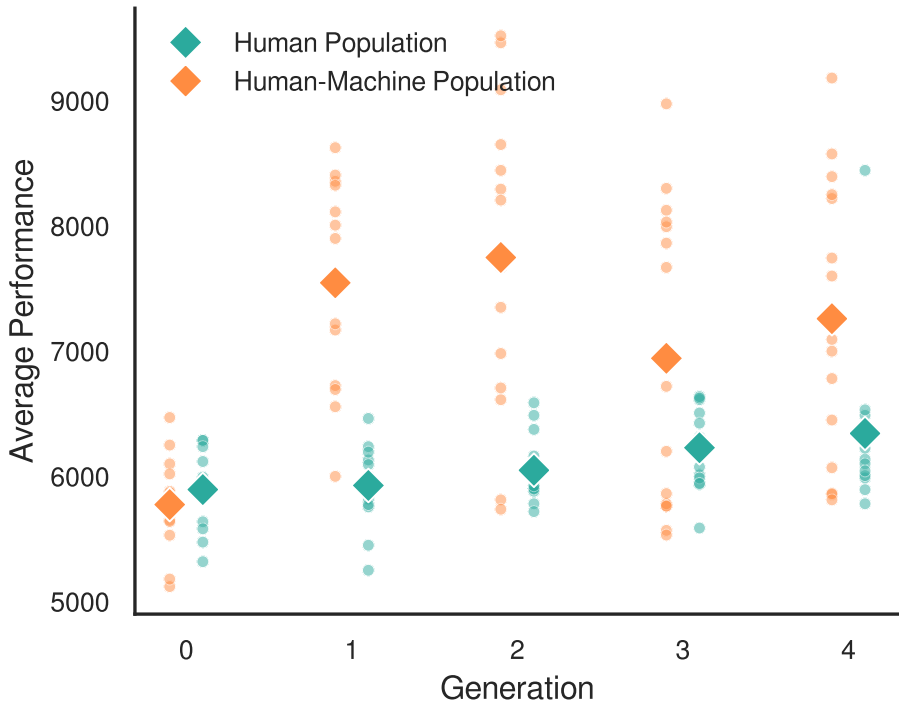 Human Population
Human-Machine Population
Average Performance
9000
8000
7000
6000
5000
0 1 2 3 4
Generation